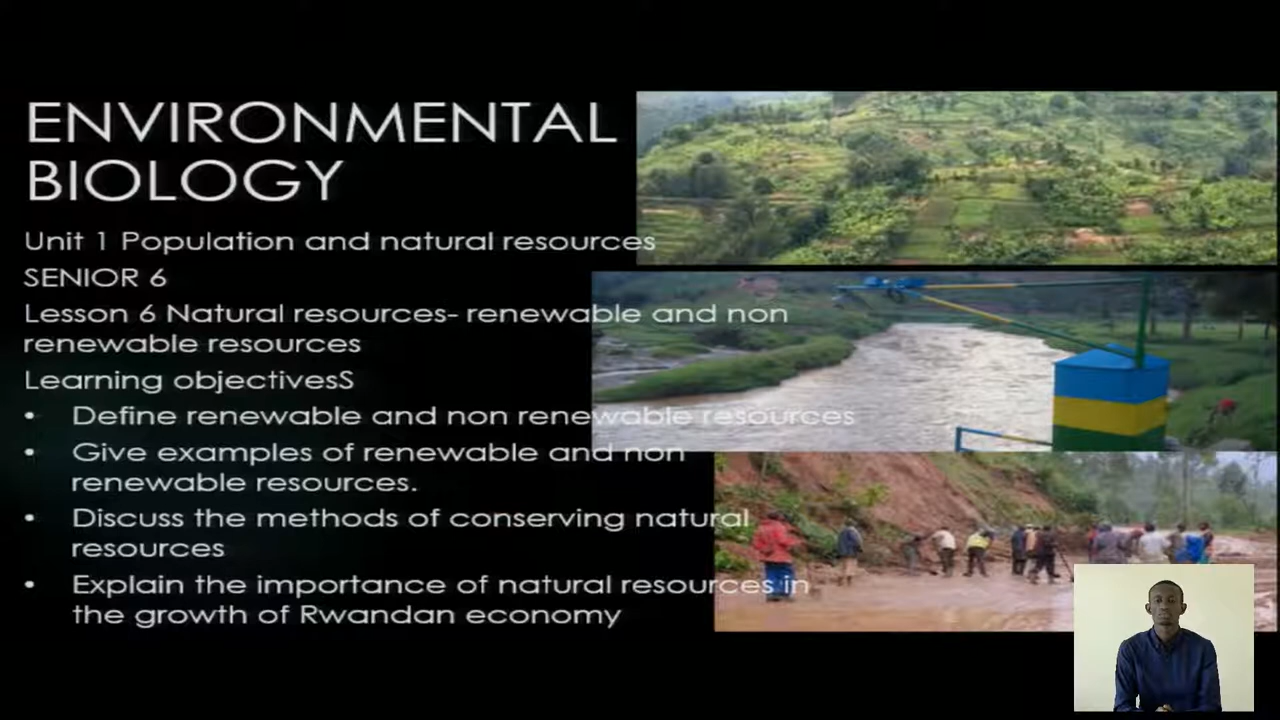 ENVIRONMENTAL
BIOLOGY
Unit 1 Population and natural resources
SENIOR 6
Lesson 6 Natural resources- renewable and non
renewable resources
Learning objectivesS
• Define renewable and non renewable resources
• Give examples of renewable and non
renewable resources.
• Discuss the methods of conserving natural
resources
• Explain the importance of natural resources in
the growth of Rwandan economy